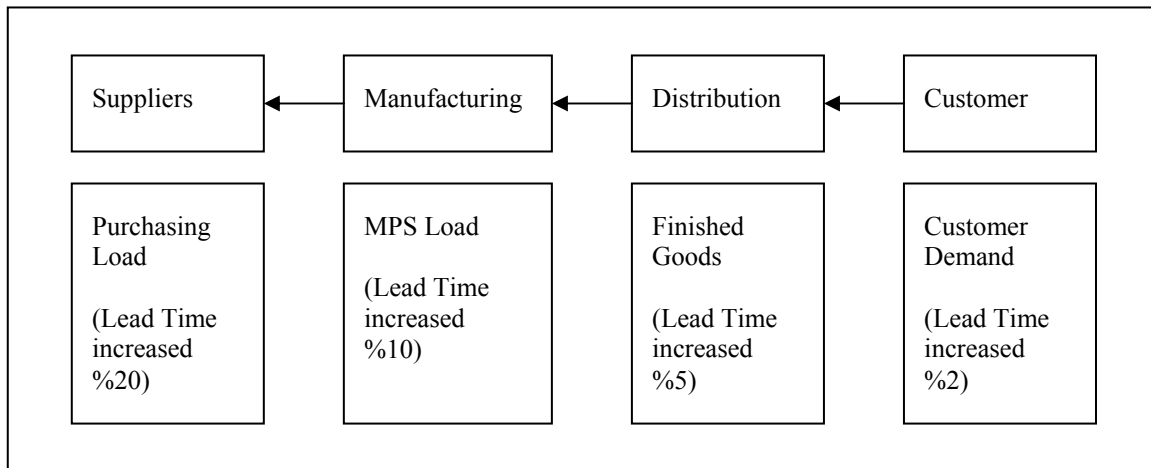 Suppliers
Manufacturing
Distribution
Customer
Purchasing
Load
(Lead Time
increased
%20)
MPS Load
(Lead Time
increased
%10)
Finished
Goods
(Lead Time
increased
%5)
Customer
Demand
(Lead Time
increased
%2)